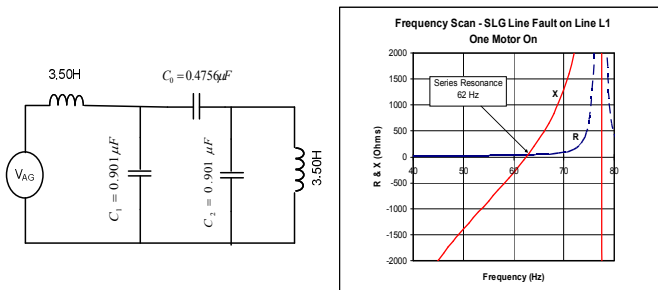 3,50H
C₀ = 0.4756μF
V_AG
C₁ = 0.901 μF
C₂ = 0.901 μF
3.50H
Frequency Scan - SLG Line Fault on Line L1
One Motor On
2000
1500
1000
500
0
-500
-1000
-1500
-2000
R & X (Ohms)
Series Resonance
62 Hz
X
R
40 50 60 70 80
Frequency (Hz)